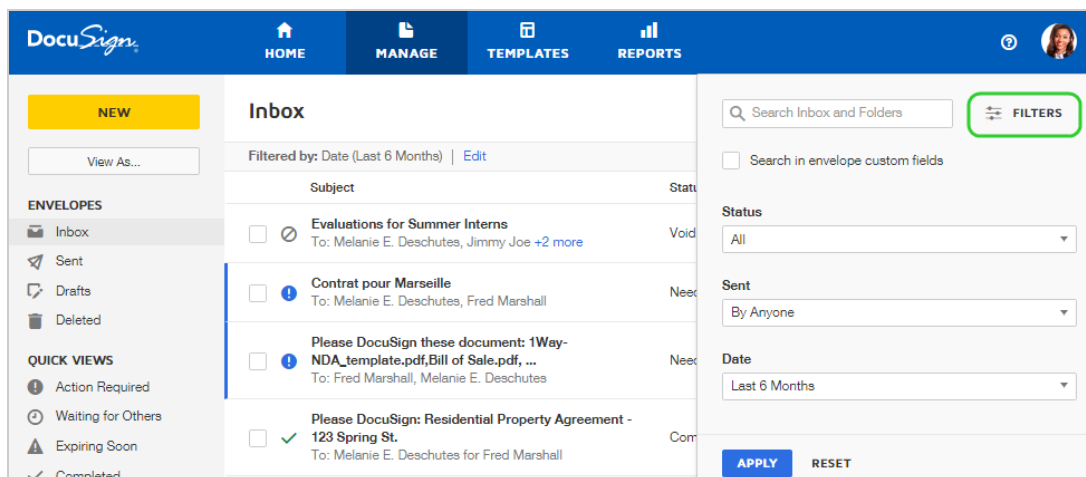 DocuSign
HOME
MANAGE
TEMPLATES
REPORTS
NEW
View As...
ENVELOPES
Inbox
Sent
Drafts
Deleted
QUICK VIEWS
Action Required
Waiting for Others
Expiring Soon
Completed
Inbox
Filtered by: Date (Last 6 Months) | Edit
Subject
Statu
Evaluations for Summer Interns
To: Melanie E. Deschutes, Jimmy Joe +2 more
Void
Contrat pour Marseille
To: Melanie E. Deschutes, Fred Marshall
Need
Please DocuSign these document: 1Way-
NDA_template.pdf,Bill of Sale.pdf, ...
To: Fred Marshall, Melanie E. Deschutes
Need
Please DocuSign: Residential Property Agreement -
123 Spring St.
To: Melanie E. Deschutes for Fred Marshall
Com
Search Inbox and Folders
FILTERS
Search in envelope custom fields
Status
All
Sent
By Anyone
Date
Last 6 Months
APPLY
RESET